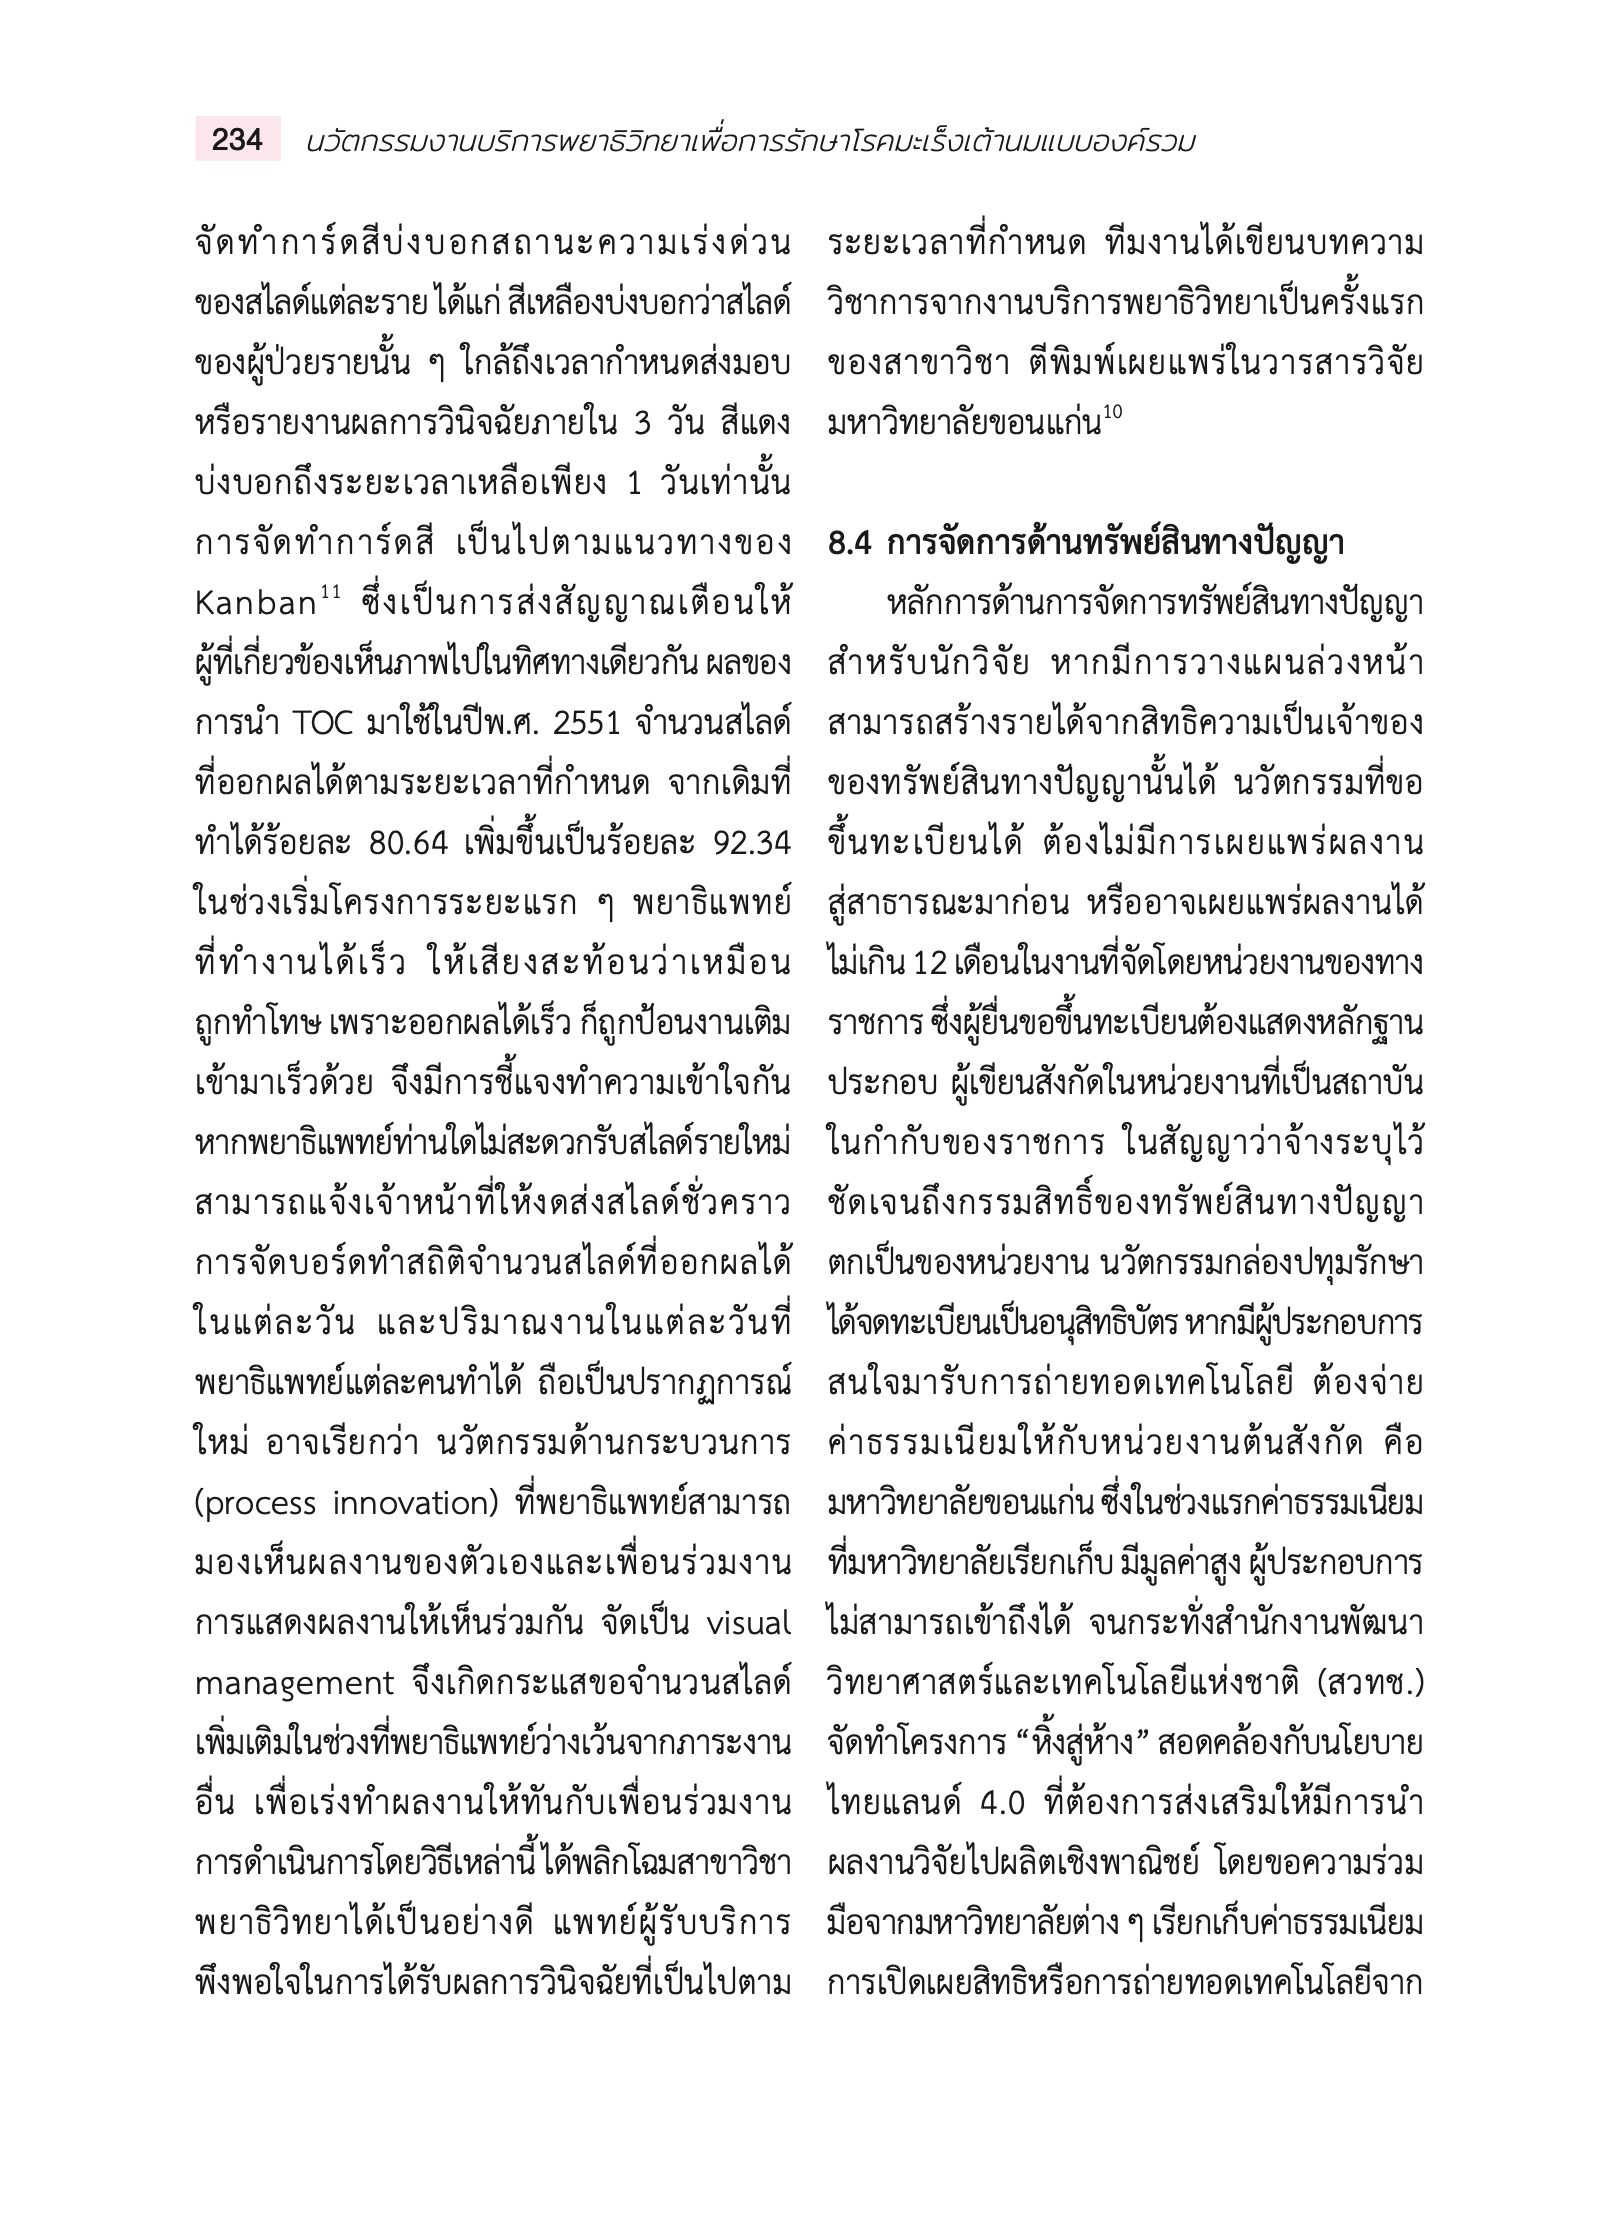 234 นวัตกรรมงานบริการพยาธิวิทยาเพื่อการรักษาโรคมะเร็งเต้านมแบบองค์รวม
จัดทำการ์ดสีบ่งบอกสถานะความเร่งด่วน
ของสไลด์แต่ละราย ได้แก่ สีเหลืองบ่งบอกว่าสไลด์
ของผู้ป่วยรายนั้น ๆ ใกล้ถึงเวลากำหนดส่งมอบ
หรือรายงานผลการวินิจฉัยภายใน 3 วัน สีแดง
บ่งบอกถึงระยะเวลาเหลือเพียง 1 วันเท่านั้น
การจัดทำการ์ดสี เป็นไปตามแนวทางของ
Kanban¹¹ ซึ่งเป็นการส่งสัญญาณเตือนให้
ผู้ที่เกี่ยวข้องเห็นภาพไปในทิศทางเดียวกัน ผลของ
การนำ TOC มาใช้ในปีพ.ศ. 2551 จำนวนสไลด์
ที่ออกผลได้ตามระยะเวลาที่กำหนด จากเดิมที่
ทำได้ร้อยละ 80.64 เพิ่มขึ้นเป็นร้อยละ 92.34
ในช่วงเริ่มโครงการระยะแรก ๆ พยาธิแพทย์
ที่ทำงานได้เร็ว ให้เสียงสะท้อนว่าเหมือน
ถูกทำโทษ เพราะออกผลได้เร็ว ก็ถูกป้อนงานเติม
เข้ามาเร็วด้วย จึงมีการชี้แจงทำความเข้าใจกัน
หากพยาธิแพทย์ท่านใดไม่สะดวกรับสไลด์รายใหม่
สามารถแจ้งเจ้าหน้าที่ให้งดส่งสไลด์ชั่วคราว
การจัดบอร์ดทำสถิติจำนวนสไลด์ที่ออกผลได้
ในแต่ละวัน และปริมาณงานในแต่ละวันที่
พยาธิแพทย์แต่ละคนทำได้ ถือเป็นปรากฏการณ์
ใหม่ อาจเรียกว่า นวัตกรรมด้านกระบวนการ
(process innovation) ที่พยาธิแพทย์สามารถ
มองเห็นผลงานของตัวเองและเพื่อนร่วมงาน
การแสดงผลงานให้เห็นร่วมกัน จัดเป็น visual
management จึงเกิดกระแสขอจำนวนสไลด์
เพิ่มเติมในช่วงที่พยาธิแพทย์ว่างเว้นจากภาระงาน
อื่น เพื่อเร่งทำผลงานให้ทันกับเพื่อนร่วมงาน
การดำเนินการโดยวิธีเหล่านี้ ได้พลิกโฉมสาขาวิชา
พยาธิวิทยาได้เป็นอย่างดี แพทย์ผู้รับบริการ
พึงพอใจในการได้รับผลการวินิจฉัยที่เป็นไปตาม
ระยะเวลาที่กำหนด ทีมงานได้เขียนบทความ
วิชาการจากงานบริการพยาธิวิทยาเป็นครั้งแรก
ของสาขาวิชา ตีพิมพ์เผยแพร่ในวารสารวิจัย
มหาวิทยาลัยขอนแก่น¹⁰
8.4 การจัดการด้านทรัพย์สินทางปัญญา
หลักการด้านการจัดการทรัพย์สินทางปัญญา
สำหรับนักวิจัย หากมีการวางแผนล่วงหน้า
สามารถสร้างรายได้จากสิทธิความเป็นเจ้าของ
ของทรัพย์สินทางปัญญานั้นได้ นวัตกรรมที่ขอ
ขึ้นทะเบียนได้ ต้องไม่มีการเผยแพร่ผลงาน
สู่สาธารณะมาก่อน หรืออาจเผยแพร่ผลงานได้
ไม่เกิน 12 เดือนในงานที่จัดโดยหน่วยงานของทาง
ราชการ ซึ่งผู้ยื่นขอขึ้นทะเบียนต้องแสดงหลักฐาน
ประกอบ ผู้เขียนสังกัดในหน่วยงานที่เป็นสถาบัน
ในกำกับของราชการ ในสัญญาว่าจ้างระบุไว้
ชัดเจนถึงกรรมสิทธิ์ของทรัพย์สินทางปัญญา
ตกเป็นของหน่วยงาน นวัตกรรมกล่องปทุมรักษา
ได้จดทะเบียนเป็นอนุสิทธิบัตร หากมีผู้ประกอบการ
สนใจมารับการถ่ายทอดเทคโนโลยี ต้องจ่าย
ค่าธรรมเนียมให้กับหน่วยงานต้นสังกัด คือ
มหาวิทยาลัยขอนแก่น ซึ่งในช่วงแรกค่าธรรมเนียม
ที่มหาวิทยาลัยเรียกเก็บ มีมูลค่าสูง ผู้ประกอบการ
ไม่สามารถเข้าถึงได้ จนกระทั่งสำนักงานพัฒนา
วิทยาศาสตร์และเทคโนโลยีแห่งชาติ (สวทช.)
จัดทำโครงการ “หิ้งสู่ห้าง” สอดคล้องกับนโยบาย
ไทยแลนด์ 4.0 ที่ต้องการส่งเสริมให้มีการนำ
ผลงานวิจัยไปผลิตเชิงพาณิชย์ โดยขอความร่วม
มือจากมหาวิทยาลัยต่าง ๆ เรียกเก็บค่าธรรมเนียม
การเปิดเผยสิทธิหรือการถ่ายทอดเทคโนโลยีจาก